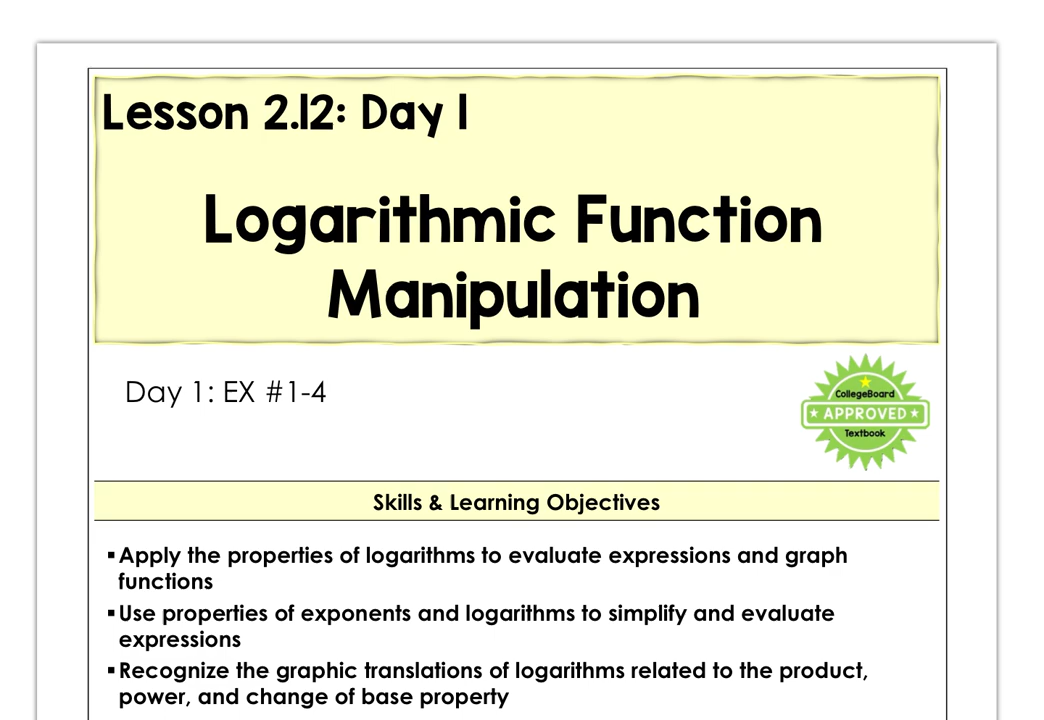 Lesson 2.12: Day 1
Logarithmic Function
Manipulation
Day 1: EX #1-4
CollegeBoard
APPROVED
Textbook
Skills & Learning Objectives
▪Apply the properties of logarithms to evaluate expressions and graph
functions
▪Use properties of exponents and logarithms to simplify and evaluate
expressions
▪Recognize the graphic translations of logarithms related to the product,
power, and change of base property